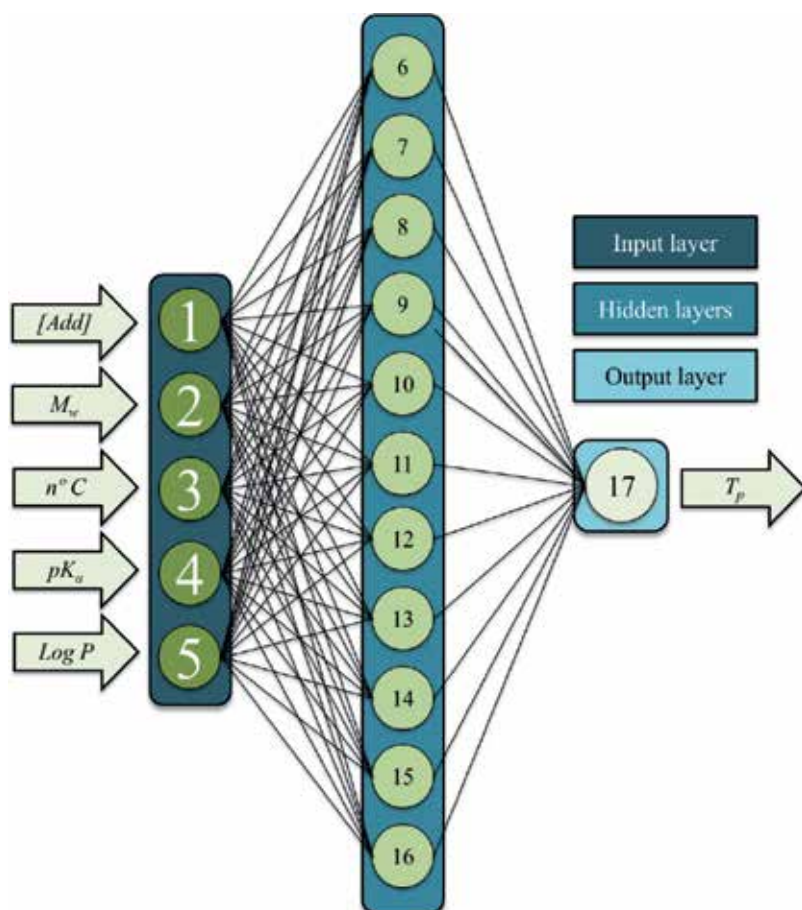 [Add]
M_w
nº C
pK_a
Log P
1
2
3
4
5
6
7
8
9
10
11
12
13
14
15
16
Input layer
Hidden layers
Output layer
17
T_p